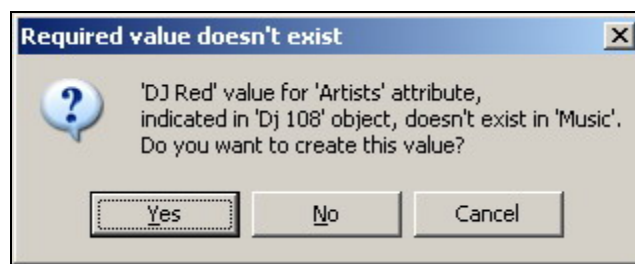 Required value doesn't exist
'DJ Red' value for 'Artists' attribute,
indicated in 'Dj 108' object, doesn't exist in 'Music'.
Do you want to create this value?
Yes No Cancel